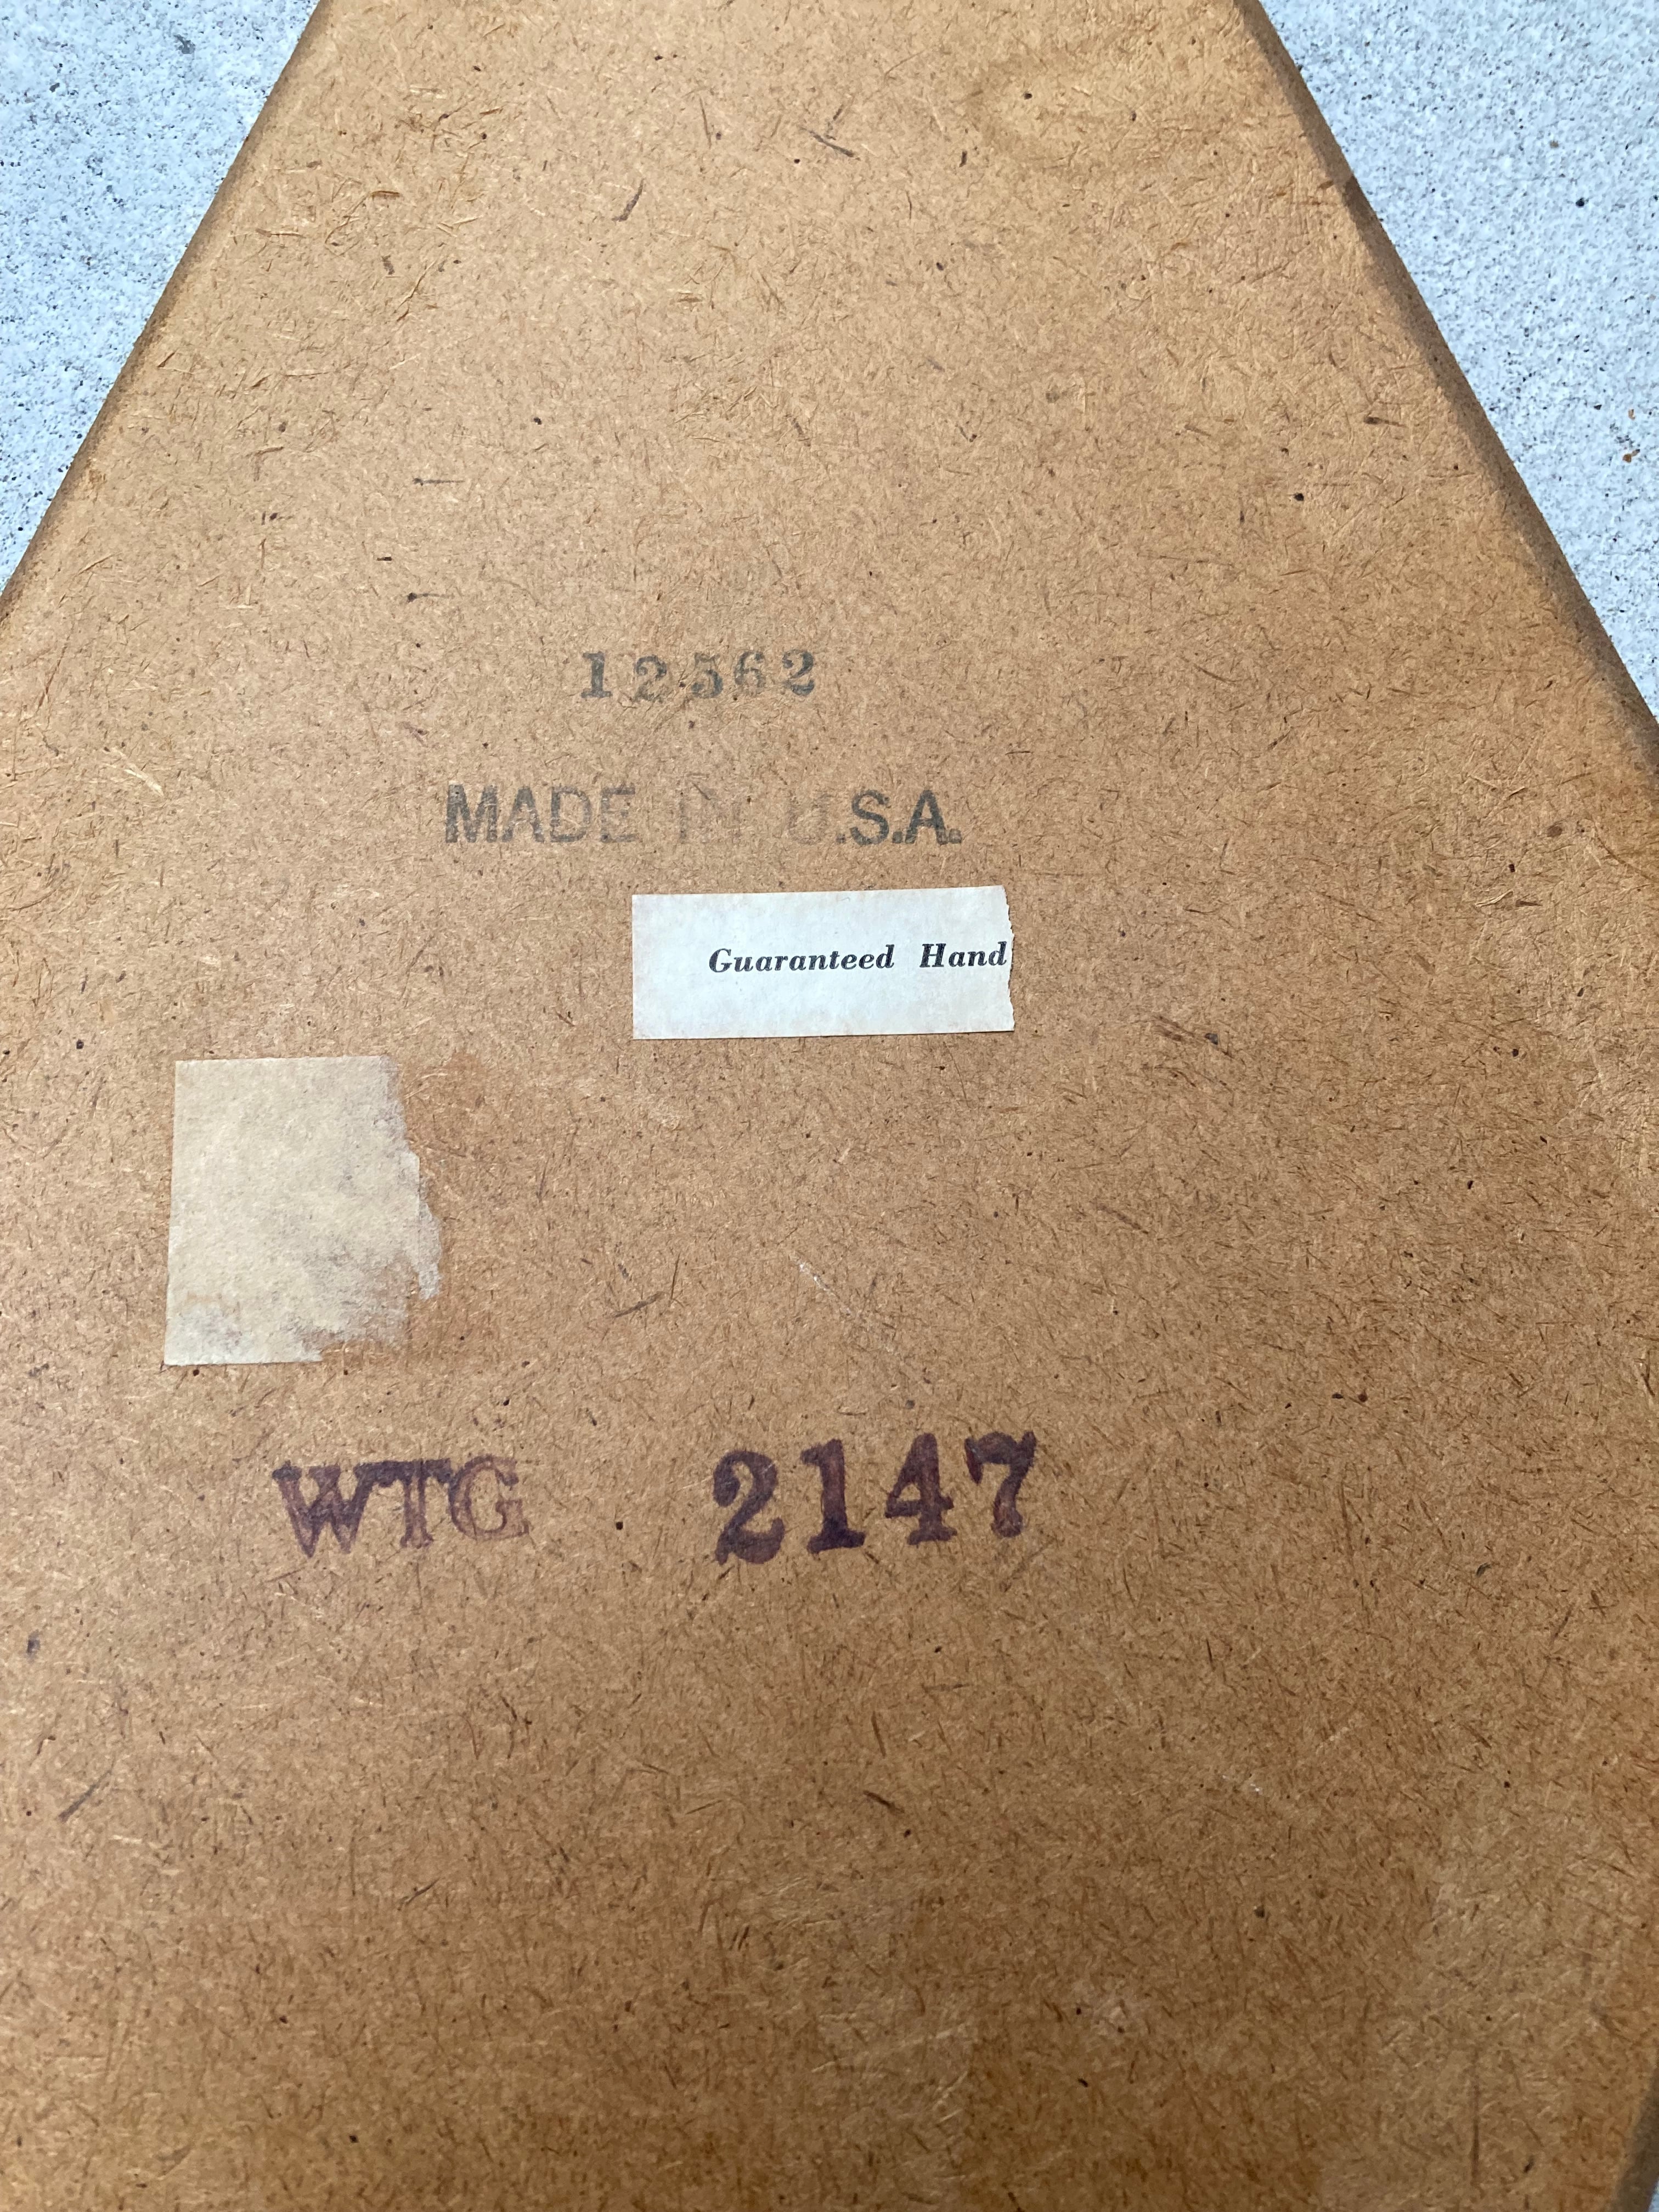 12562
MADE IN U.S.A.
Guaranteed Hand
WTG 2147